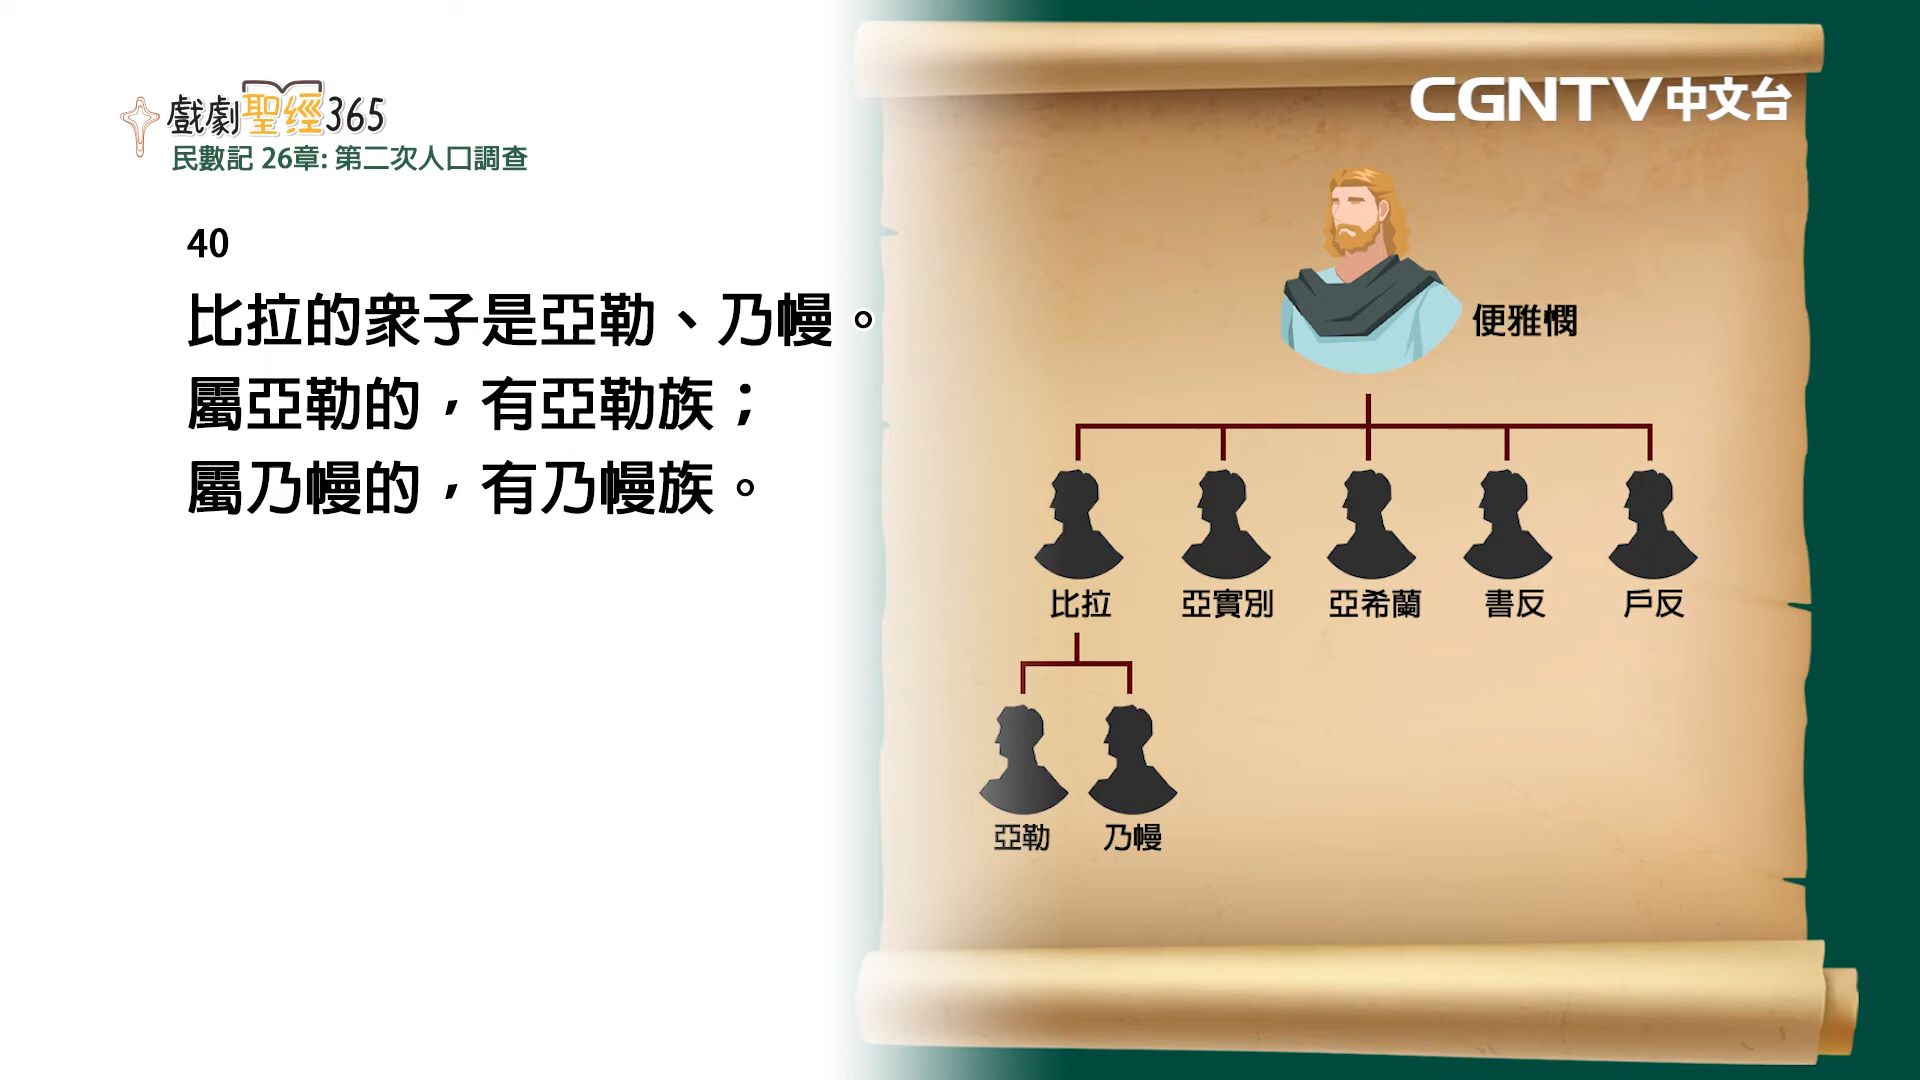 戲劇聖經365
民數記 26章: 第二次人口調查
CGNTV中文台
40
比拉的衆子是亞勒、乃幔。
屬亞勒的，有亞勒族；
屬乃幔的，有乃幔族。
便雅憫
比拉 亞實別 亞希蘭 書反 戶反
亞勒 乃幔